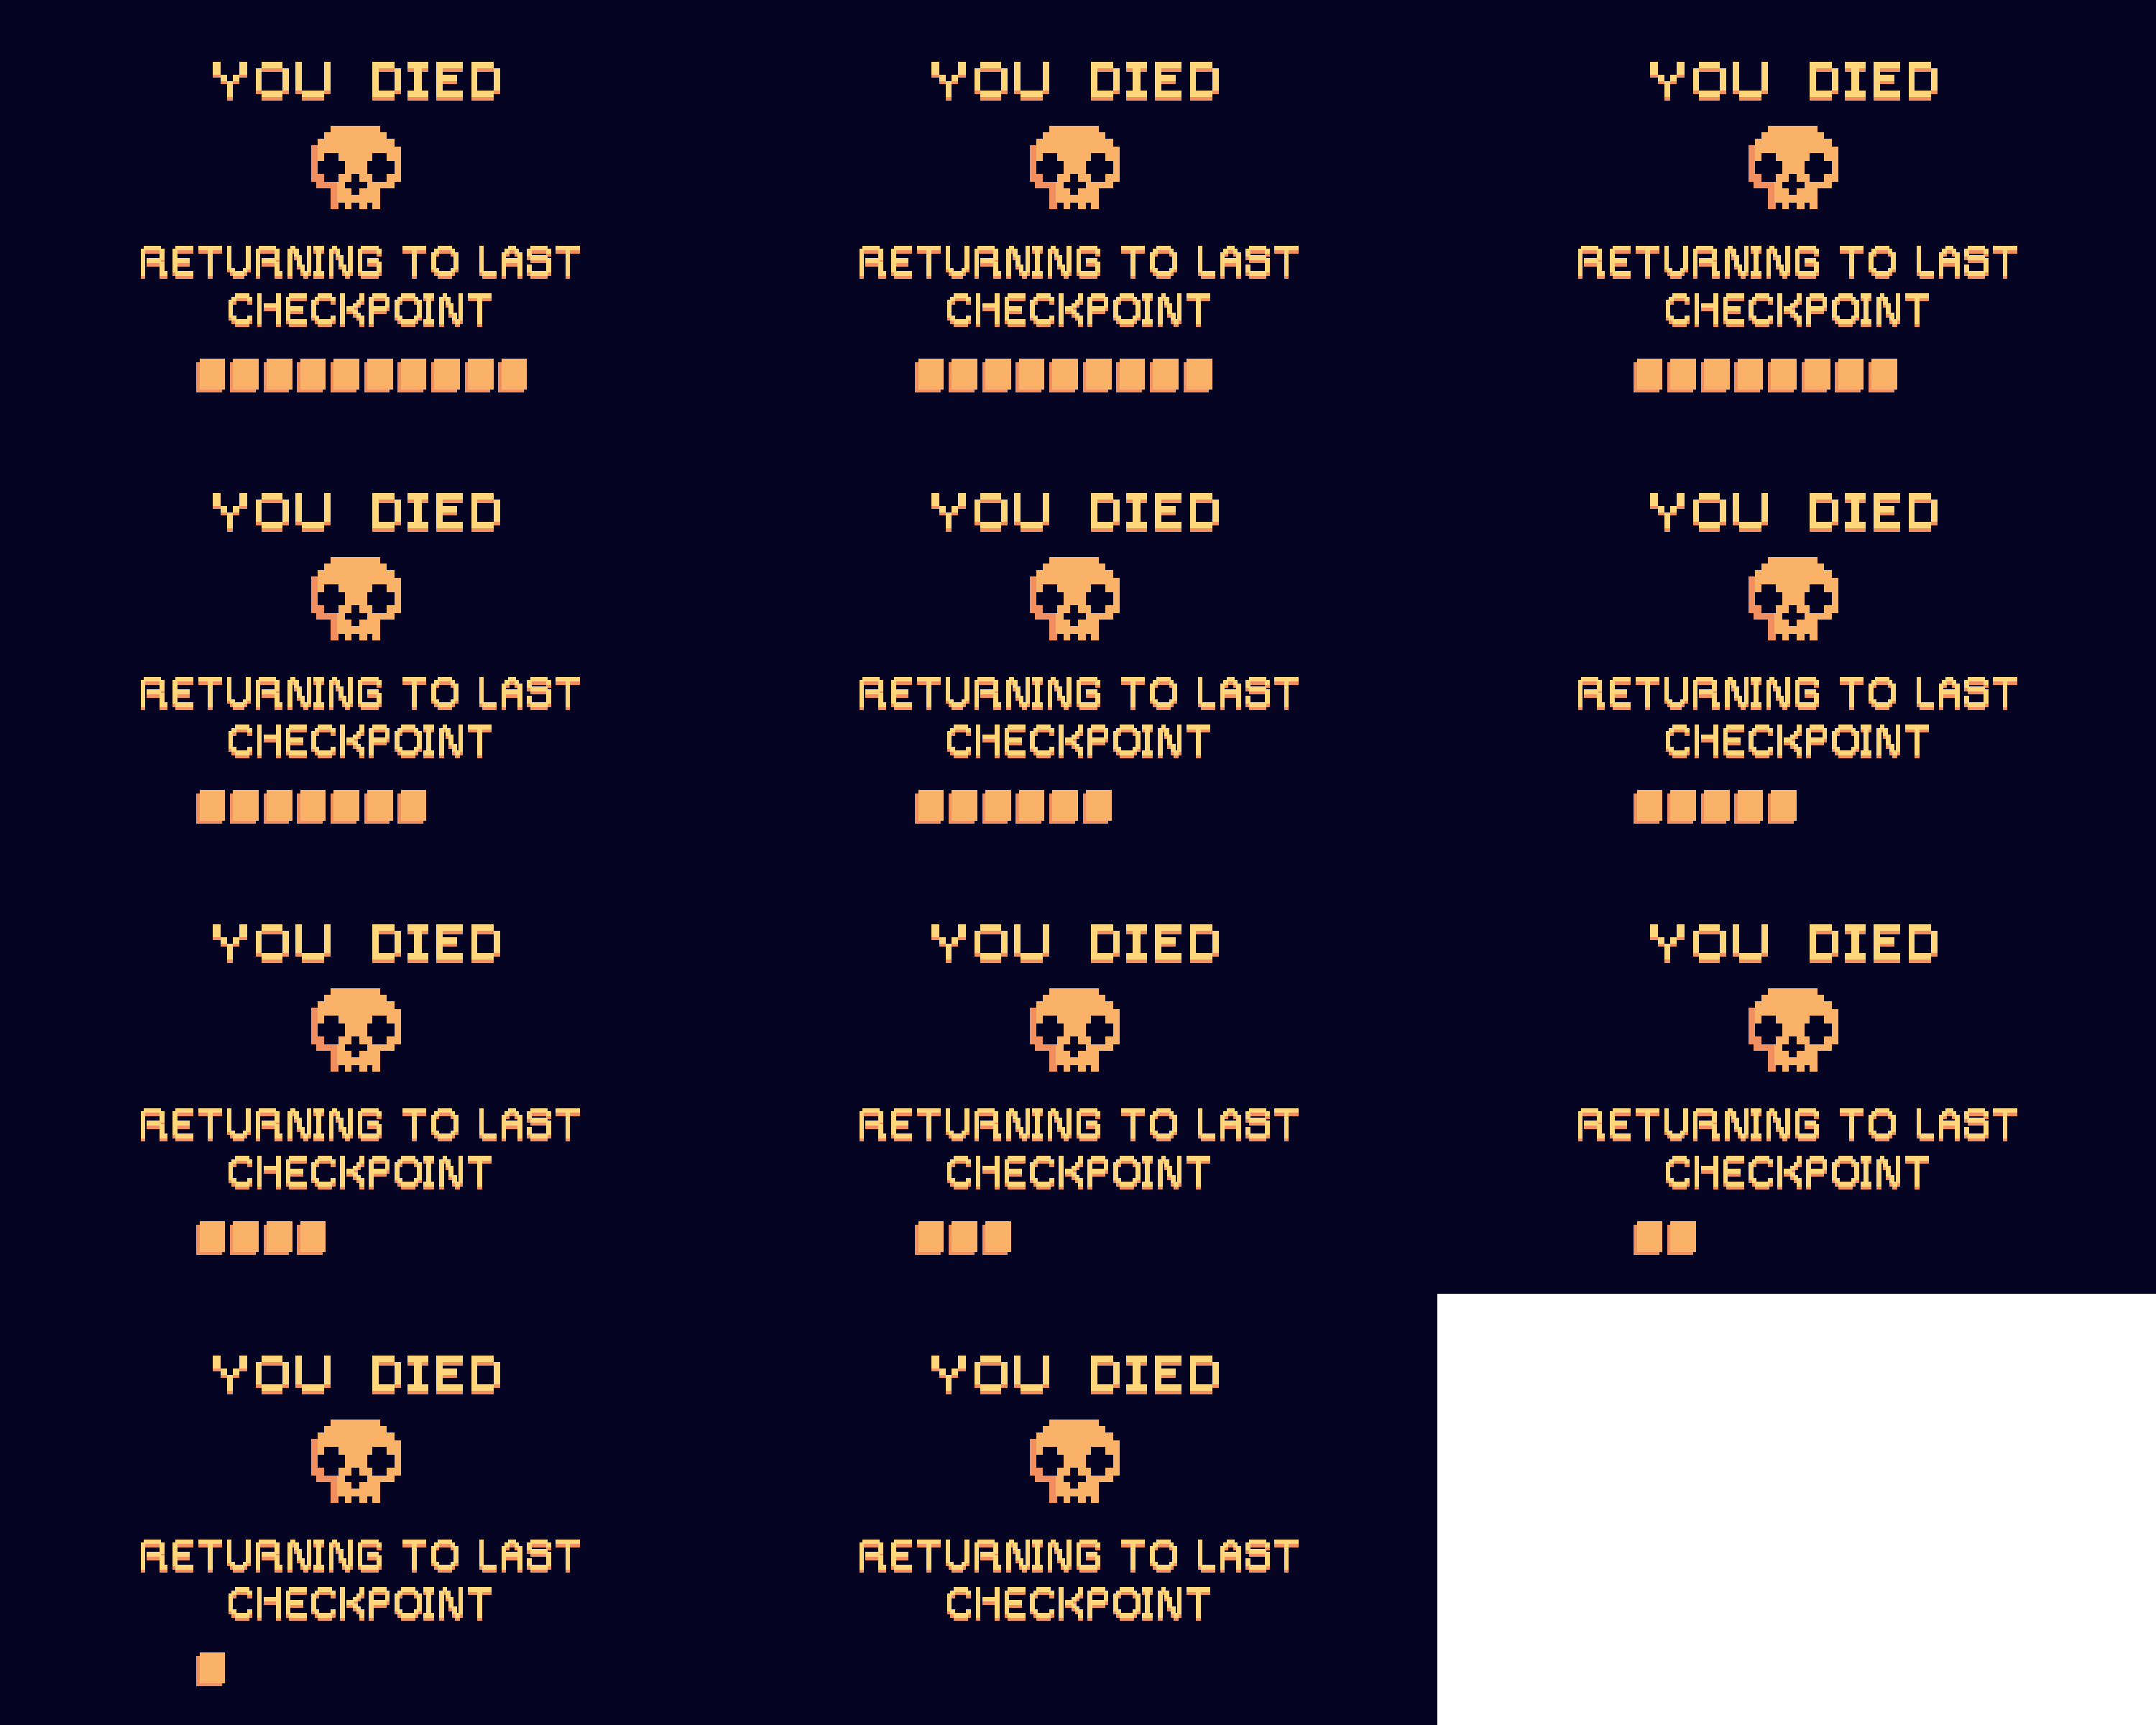 YOU DIED
YOU DIED
YOU DIED
RETURNING TO LAST
CHECKPOINT
RETURNING TO LAST
CHECKPOINT
RETURNING TO LAST
CHECKPOINT
YOU DIED
YOU DIED
YOU DIED
RETURNING TO LAST
CHECKPOINT
RETURNING TO LAST
CHECKPOINT
RETURNING TO LAST
CHECKPOINT
YOU DIED
YOU DIED
YOU DIED
RETURNING TO LAST
CHECKPOINT
RETURNING TO LAST
CHECKPOINT
RETURNING TO LAST
CHECKPOINT
YOU DIED
YOU DIED
RETURNING TO LAST
CHECKPOINT
RETURNING TO LAST
CHECKPOINT